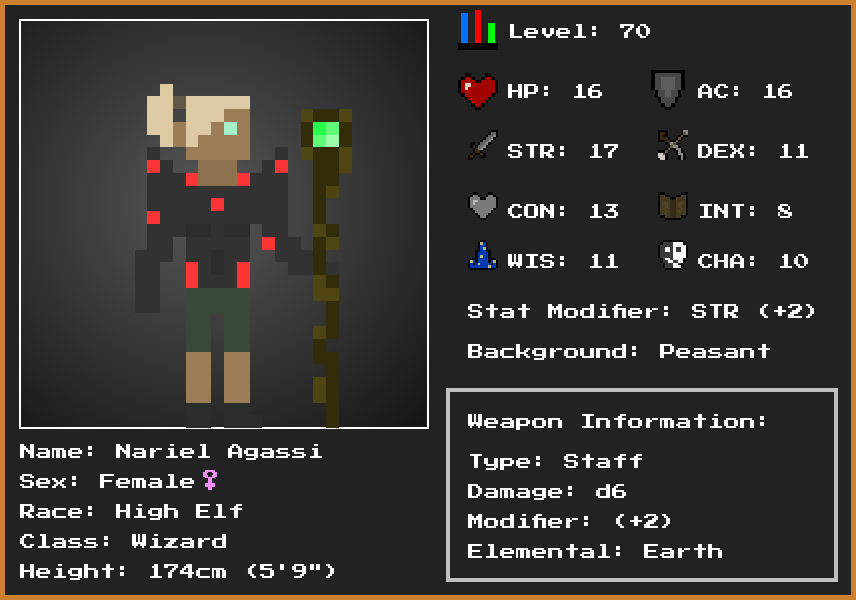 Level: 70
HP: 16
AC: 16
STR: 17
DEX: 11
CON: 13
INT: 8
WIS: 11
CHA: 10
Stat Modifier: STR (+2)
Background: Peasant
Weapon Information:
Type: Staff
Damage: d6
Modifier: (+2)
Elemental: Earth
Name: Nariel Agassi
Sex: Female♀
Race: High Elf
Class: Wizard
Height: 174cm (5'9")